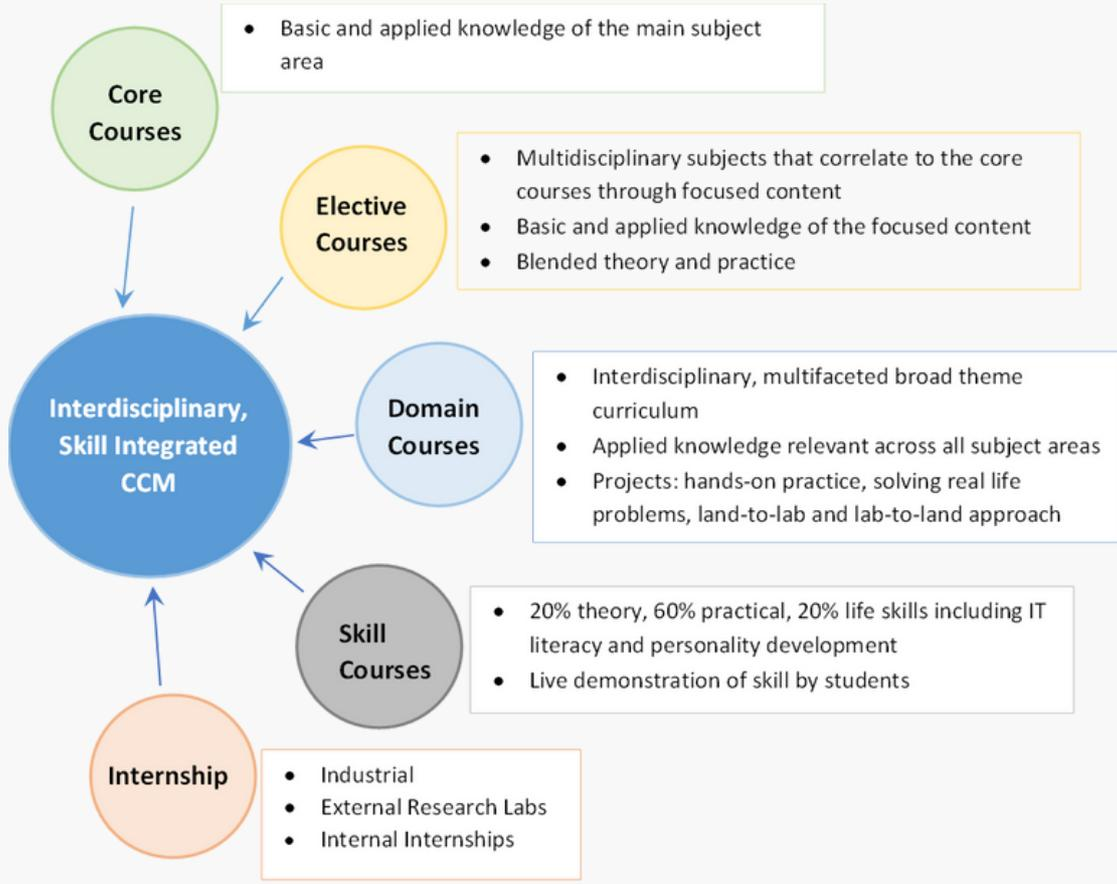 Core
Courses
• Basic and applied knowledge of the main subject
area
Elective
Courses
• Multidisciplinary subjects that correlate to the core
courses through focused content
• Basic and applied knowledge of the focused content
• Blended theory and practice
Interdisciplinary,
Skill Integrated
CCM
Domain
Courses
• Interdisciplinary, multifaceted broad theme
curriculum
• Applied knowledge relevant across all subject areas
• Projects: hands-on practice, solving real life
problems, land-to-lab and lab-to-land approach
Skill
Courses
• 20% theory, 60% practical, 20% life skills including IT
literacy and personality development
• Live demonstration of skill by students
Internship
• Industrial
• External Research Labs
• Internal Internships